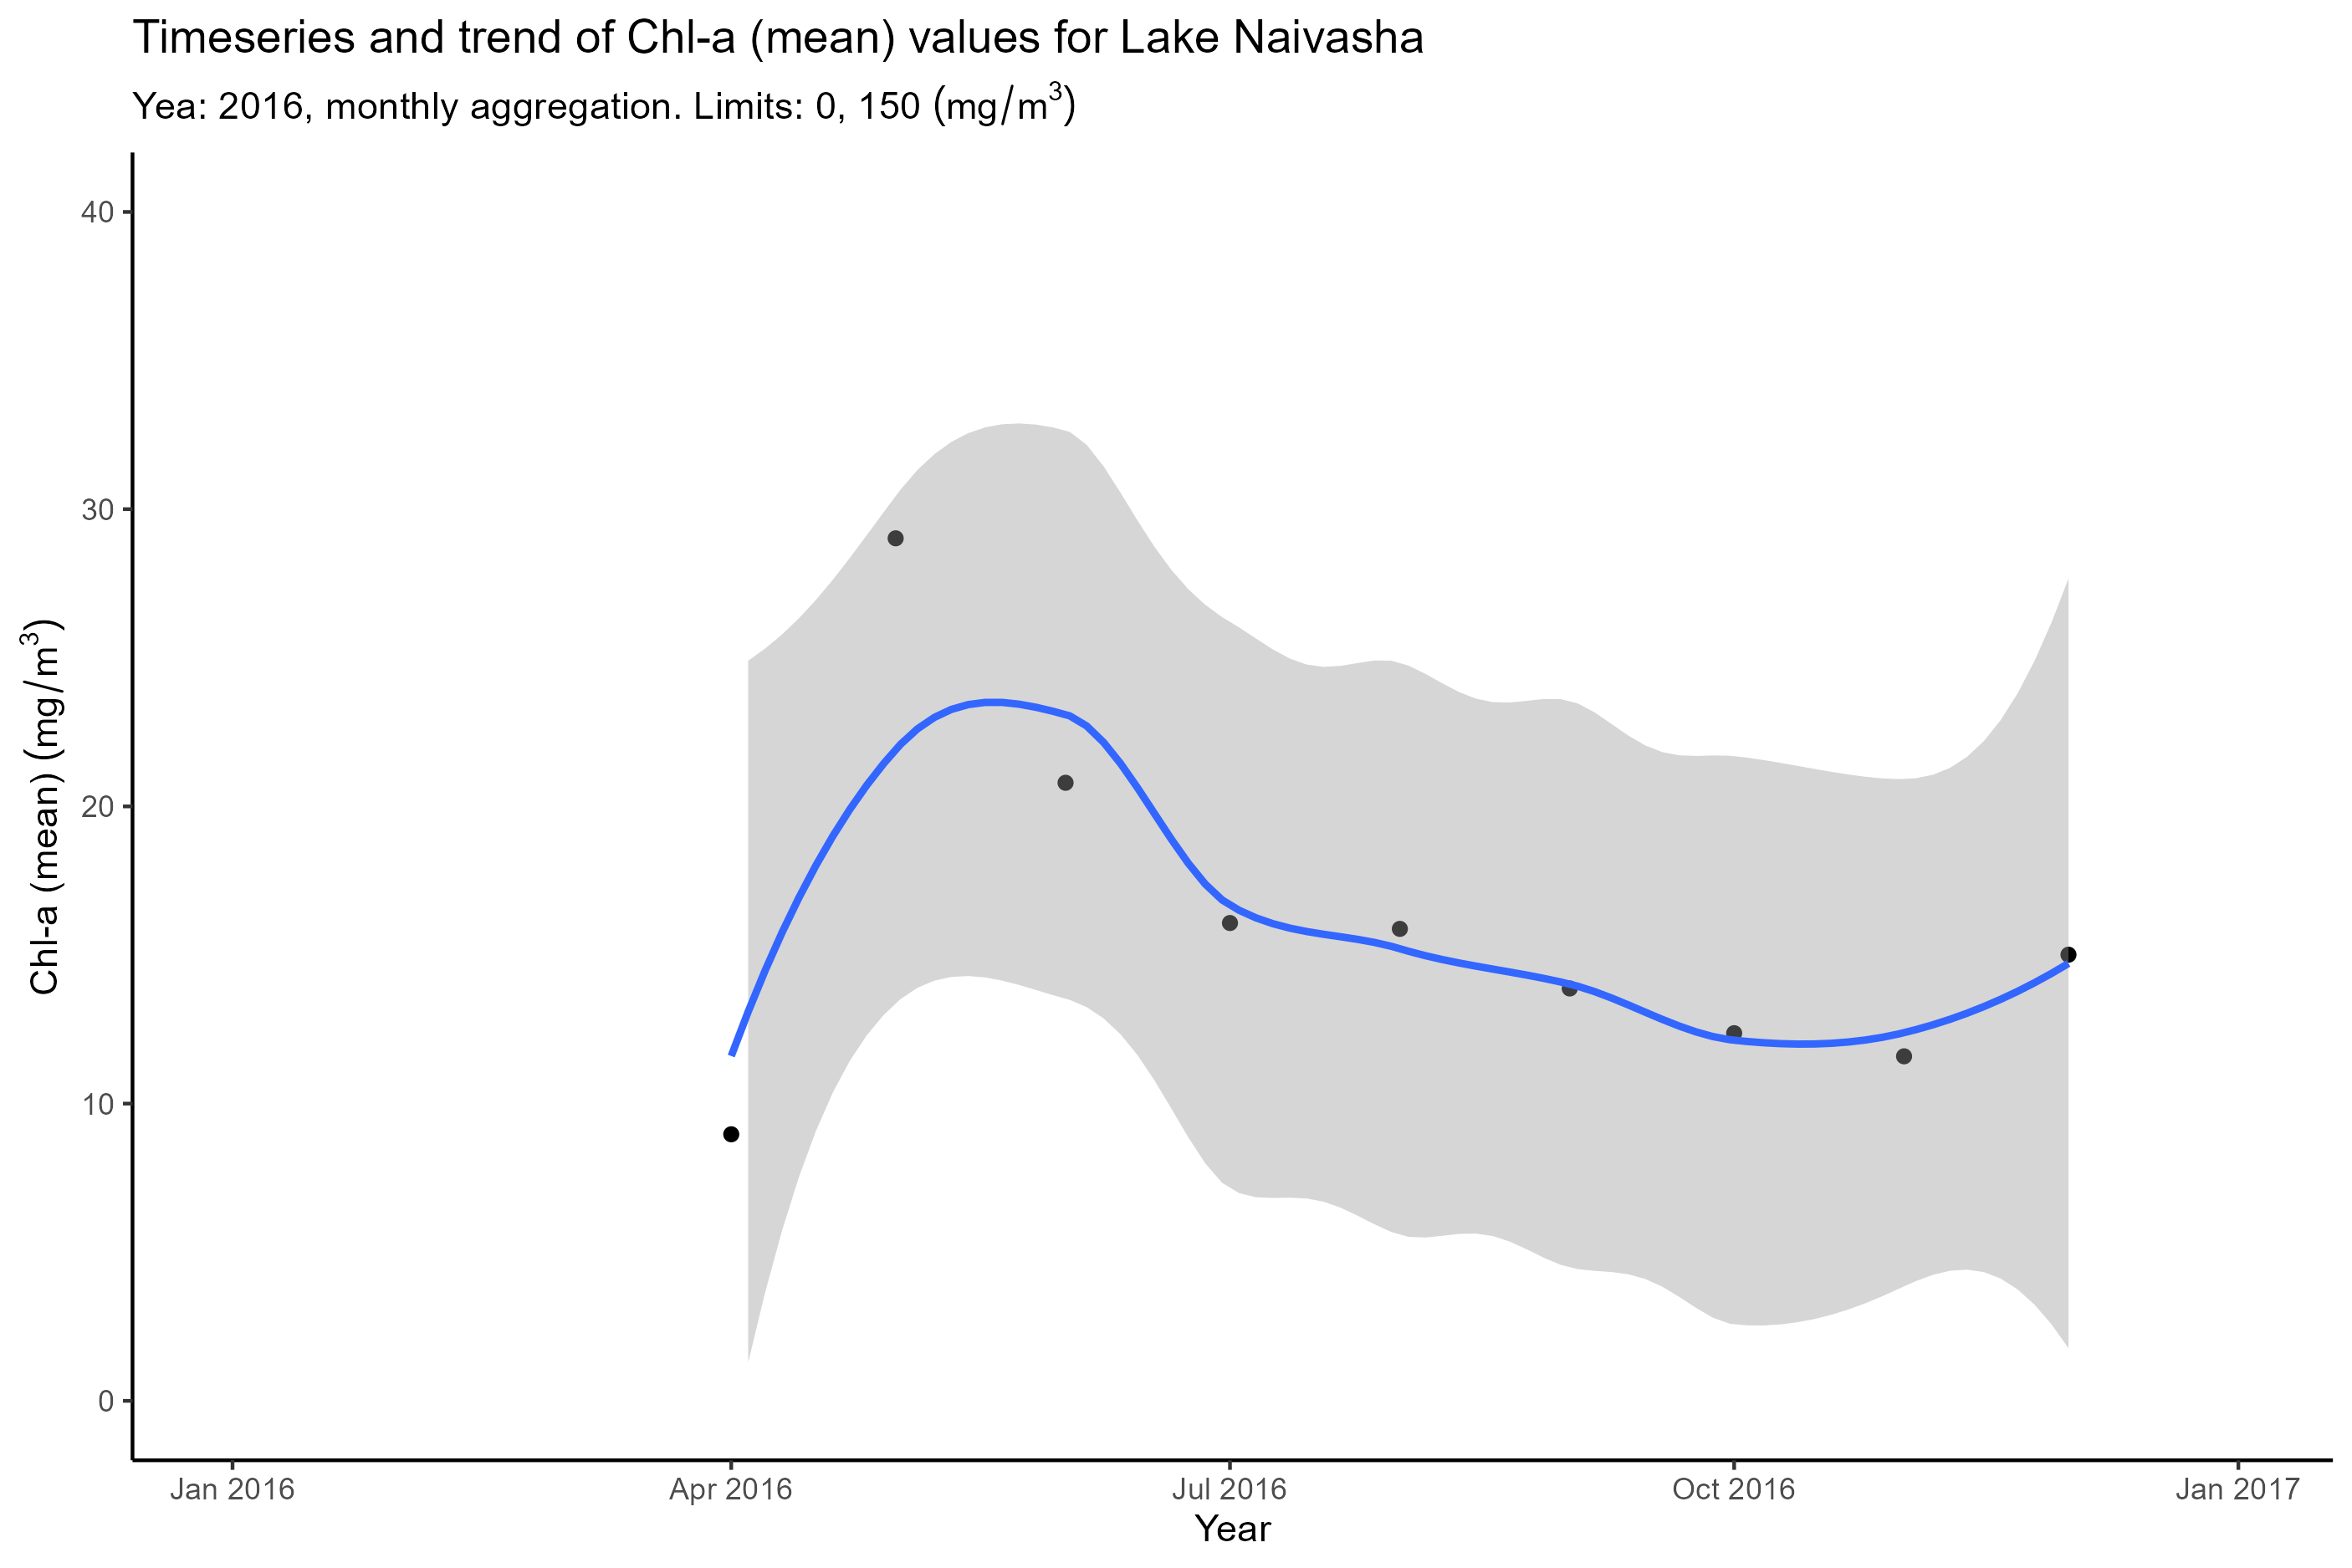 Timeseries and trend of Chl-a (mean) values for Lake Naivasha
Yea: 2016, monthly aggregation. Limits: 0, 150 (mg/m³)
Chl-a (mean) (mg/m³)
40
30
20
10
0
Jan 2016
Apr 2016
Jul 2016
Oct 2016
Jan 2017
Year